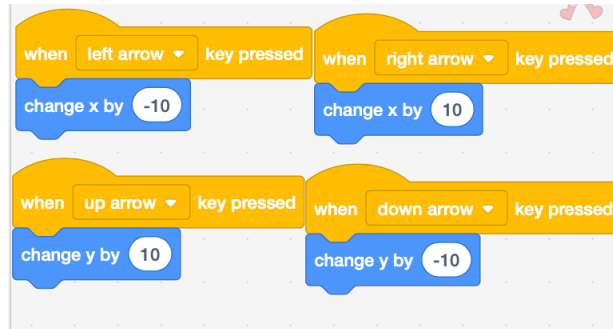 when left arrow key pressed
change x by -10
when right arrow key pressed
change x by 10
when up arrow key pressed
change y by 10
when down arrow key pressed
change y by -10